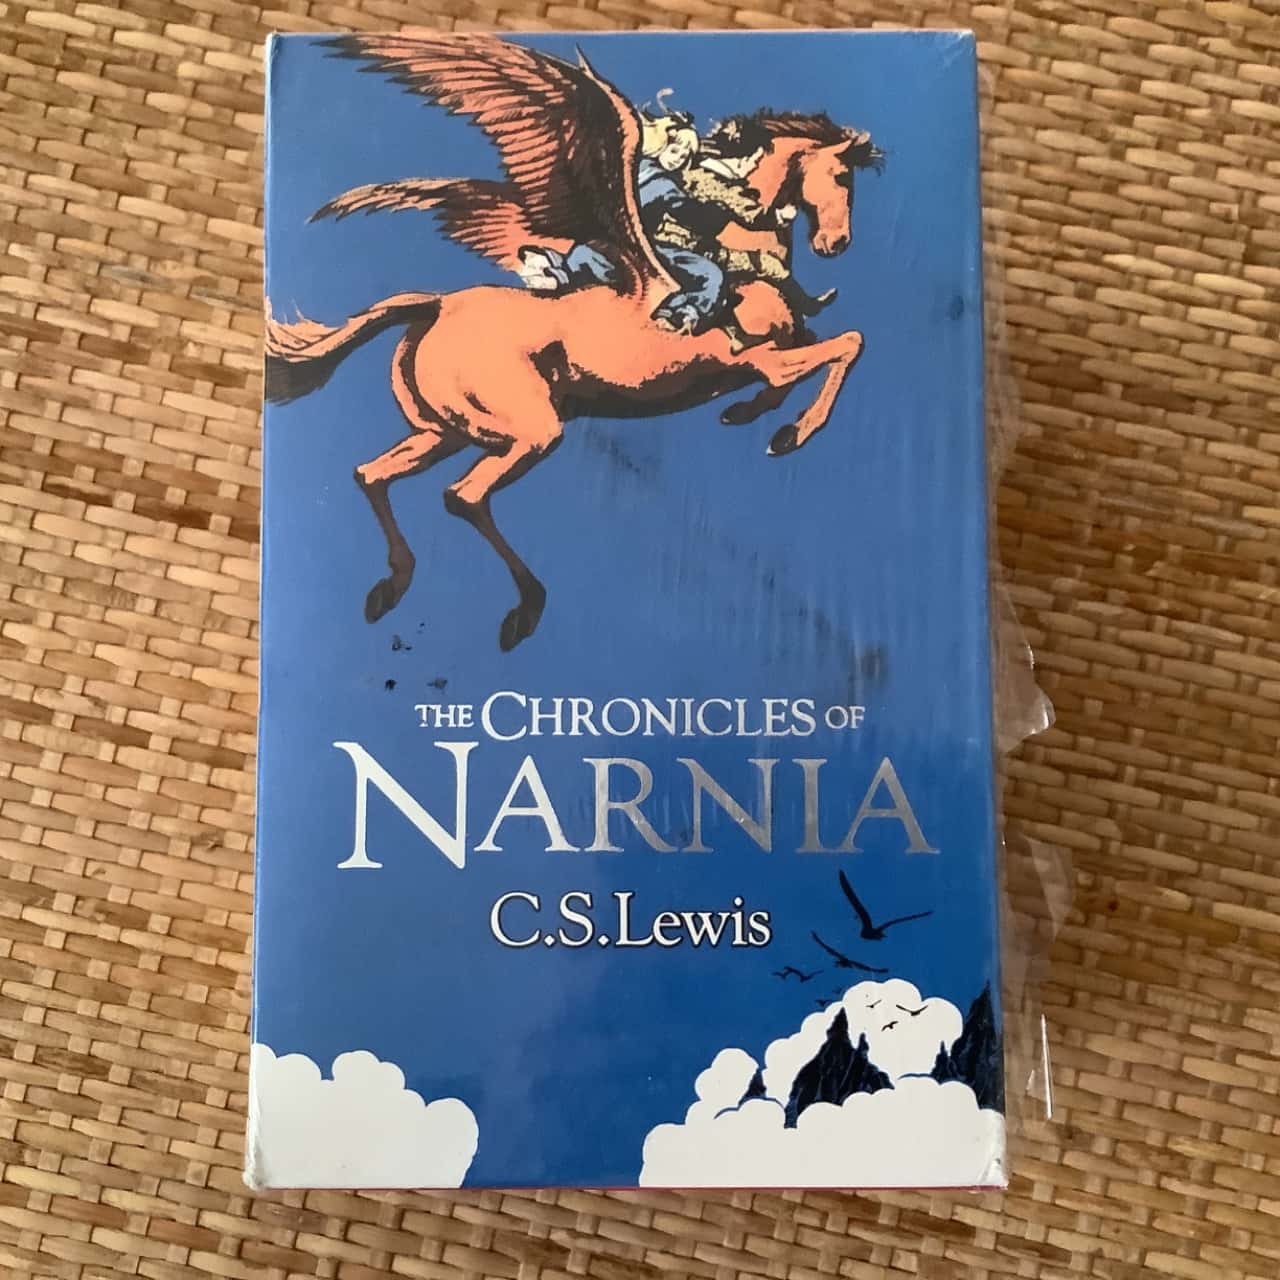 THE CHRONICLES OF
NARNIA
C.S.Lewis